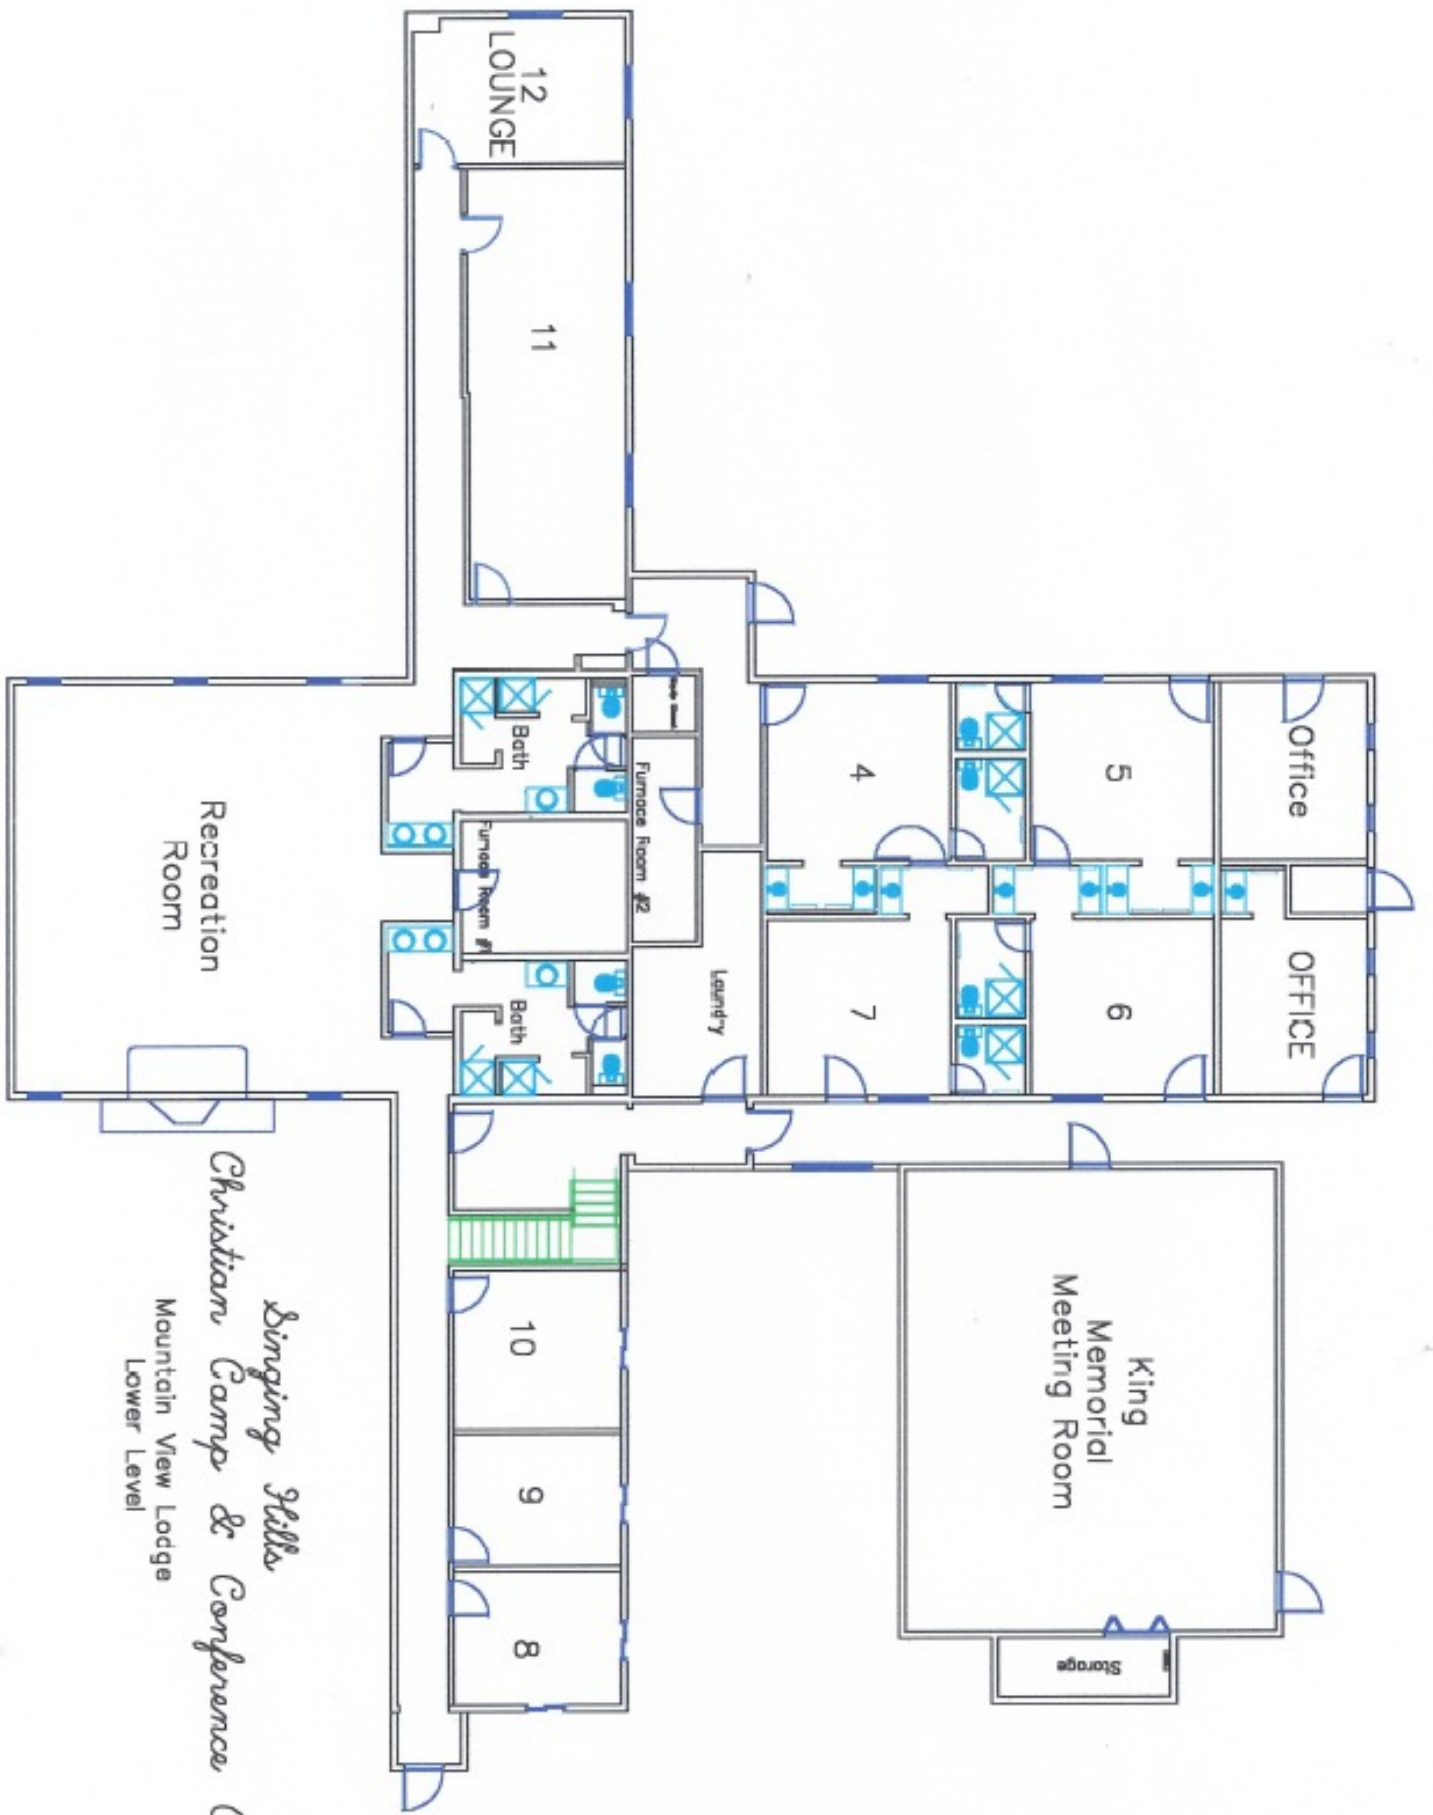 12
LOUNGE
11
4
5
Office
OFFICE
6
7
Laundry
Furnace Room #2
Bath
Furnace Room #1
Bath
Recreation
Room
10
9
8
King
Memorial
Meeting Room
Storage
Singing Hills
Christian Camp & Conference
Mountain View Lodge
Lower Level